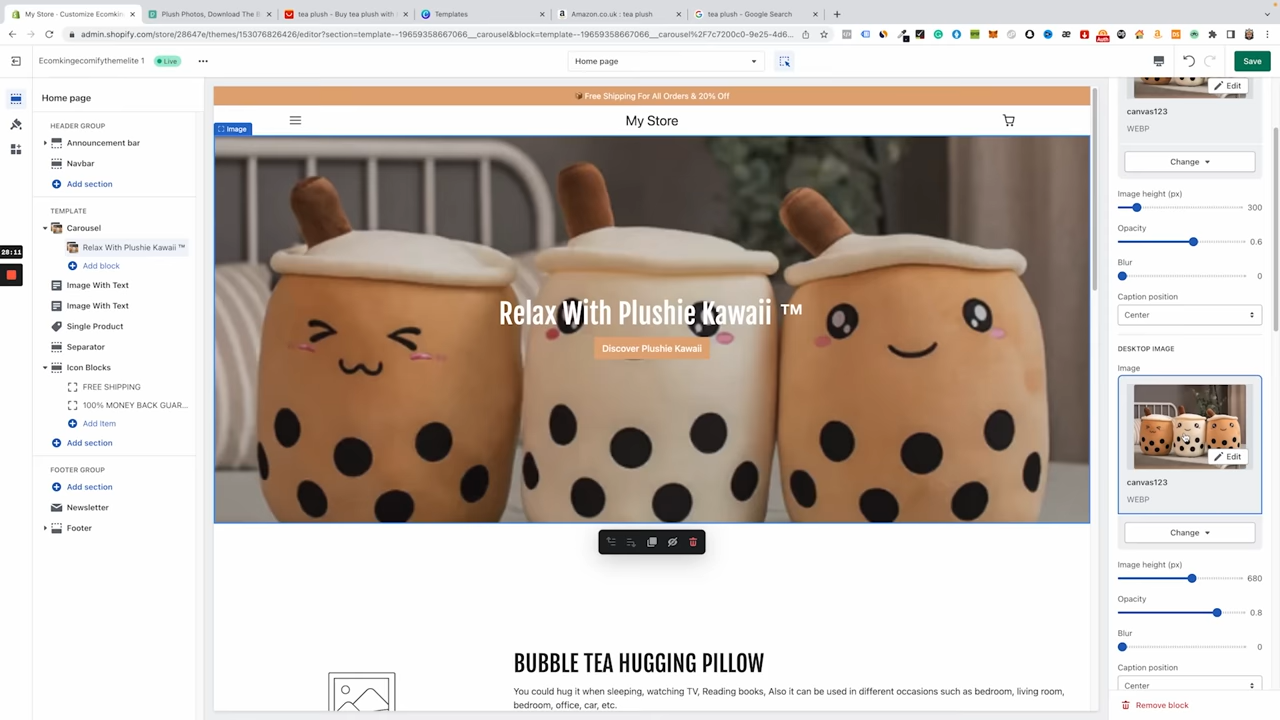 My Store - Customize Ecomkin
Plush Photos, Download The B
tea plush - Buy tea plush with
Templates
Amazon.co.uk : tea plush
tea plush - Google Search
admin.shopify.com/store/28647e/themes/153076826426/editor?section=template--19659358667066__carousel&block=template--19659358667066__carousel%2F7c7200c0-9e25-4d6...
Ecomkingecomifythemelite 1
Live
Home page
Save
Home page
HEADER GROUP
Announcement bar
Navbar
Add section
TEMPLATE
Carousel
Relax With Plushie Kawaii ™
Add block
Image With Text
Image With Text
Single Product
Separator
Icon Blocks
FREE SHIPPING
100% MONEY BACK GUAR...
Add item
Add section
FOOTER GROUP
Add section
Newsletter
Footer
28:11
Free Shipping For All Orders & 20% Off
My Store
Image
Relax With Plushie Kawaii ™
Discover Plushie Kawaii
BUBBLE TEA HUGGING PILLOW
You could hug it when sleeping, watching TV, Reading books, Also it can be used in different occasions such as bedroom, living room,
bedroom, office, car, etc.
Edit
canvas123
WEBP
Change
Image height (px)
300
Opacity
0.6
Blur
0
Caption position
Center
DESKTOP IMAGE
Image
Edit
canvas123
WEBP
Change
Image height (px)
680
Opacity
0.8
Blur
0
Caption position
Center
Remove block